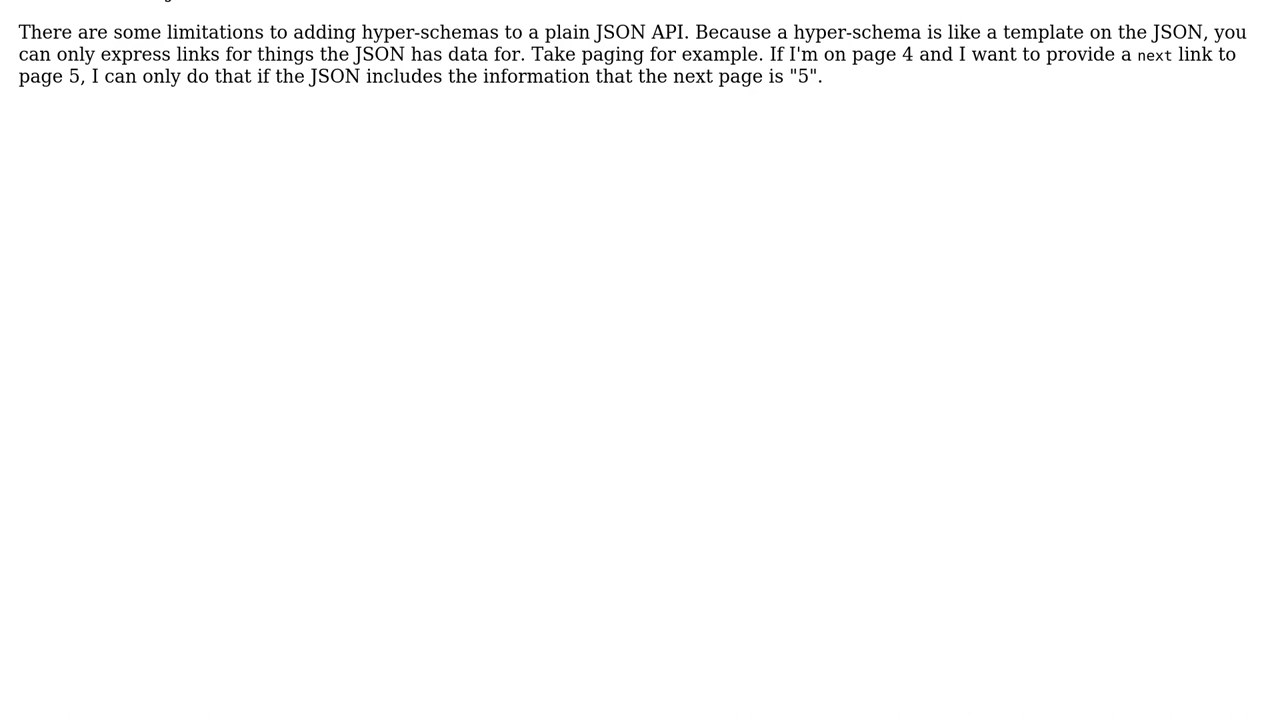 There are some limitations to adding hyper-schemas to a plain JSON API. Because a hyper-schema is like a template on the JSON, you
can only express links for things the JSON has data for. Take paging for example. If I'm on page 4 and I want to provide a next link to
page 5, I can only do that if the JSON includes the information that the next page is "5".